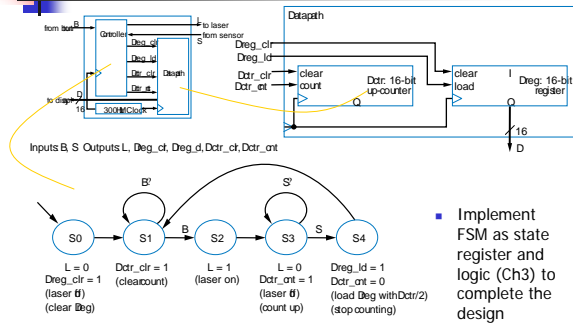 from button
B
L
to laser
Controller
from sensor
S
Dreg_clr
Dreg_ld
Dctr_clr
Dctr_cnt
Datapath
to display
D
16
300MHz Clock
Datapath
Dreg_clr
Dreg_ld
Dctr_clr
Dctr_cnt
clear
count
Dctr: 16-bit
up-counter
Q
clear
load
I
Dreg: 16-bit
register
Q
16
D
Inputs: B, S Outputs: L, Dreg_clr, Dreg_ld, Dctr_clr, Dctr_cnt
B'
S'
S0
S1
B
S2
S3
S
S4
L = 0
Dreg_clr = 1
(laser off)
(clear Dreg)
Dctr_clr = 1
(clear count)
L = 1
(laser on)
L = 0
Dctr_cnt = 1
(laser off)
(count up)
Dreg_ld = 1
Dctr_cnt = 0
(load Dreg with Dctr/2)
(stop counting)
Implement
FSM as state
register and
logic (Ch3) to
complete the
design